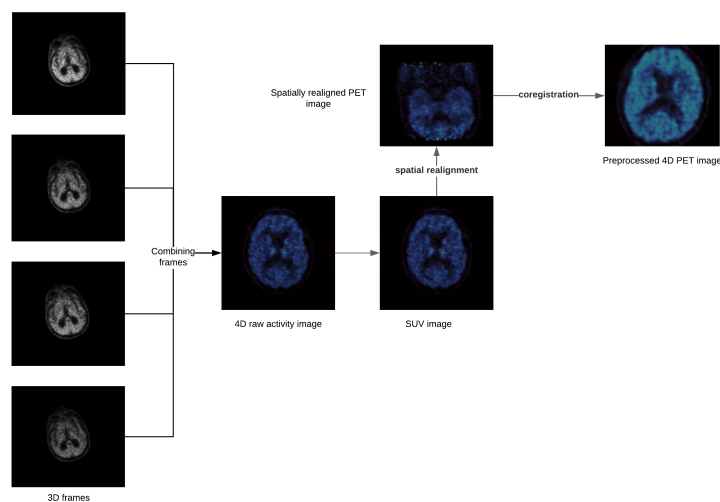 Spatially realigned PET
image
coregistration
Preprocessed 4D PET image
spatial realignment
Combining
frames
4D raw activity image
SUV image
3D frames